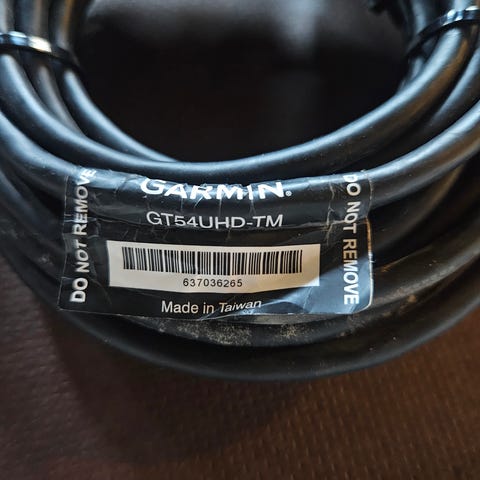 GARMIN®
GT54UHD-TM
637036265
Made in Taiwan
DO NOT REMOVE
DO NOT REMOVE